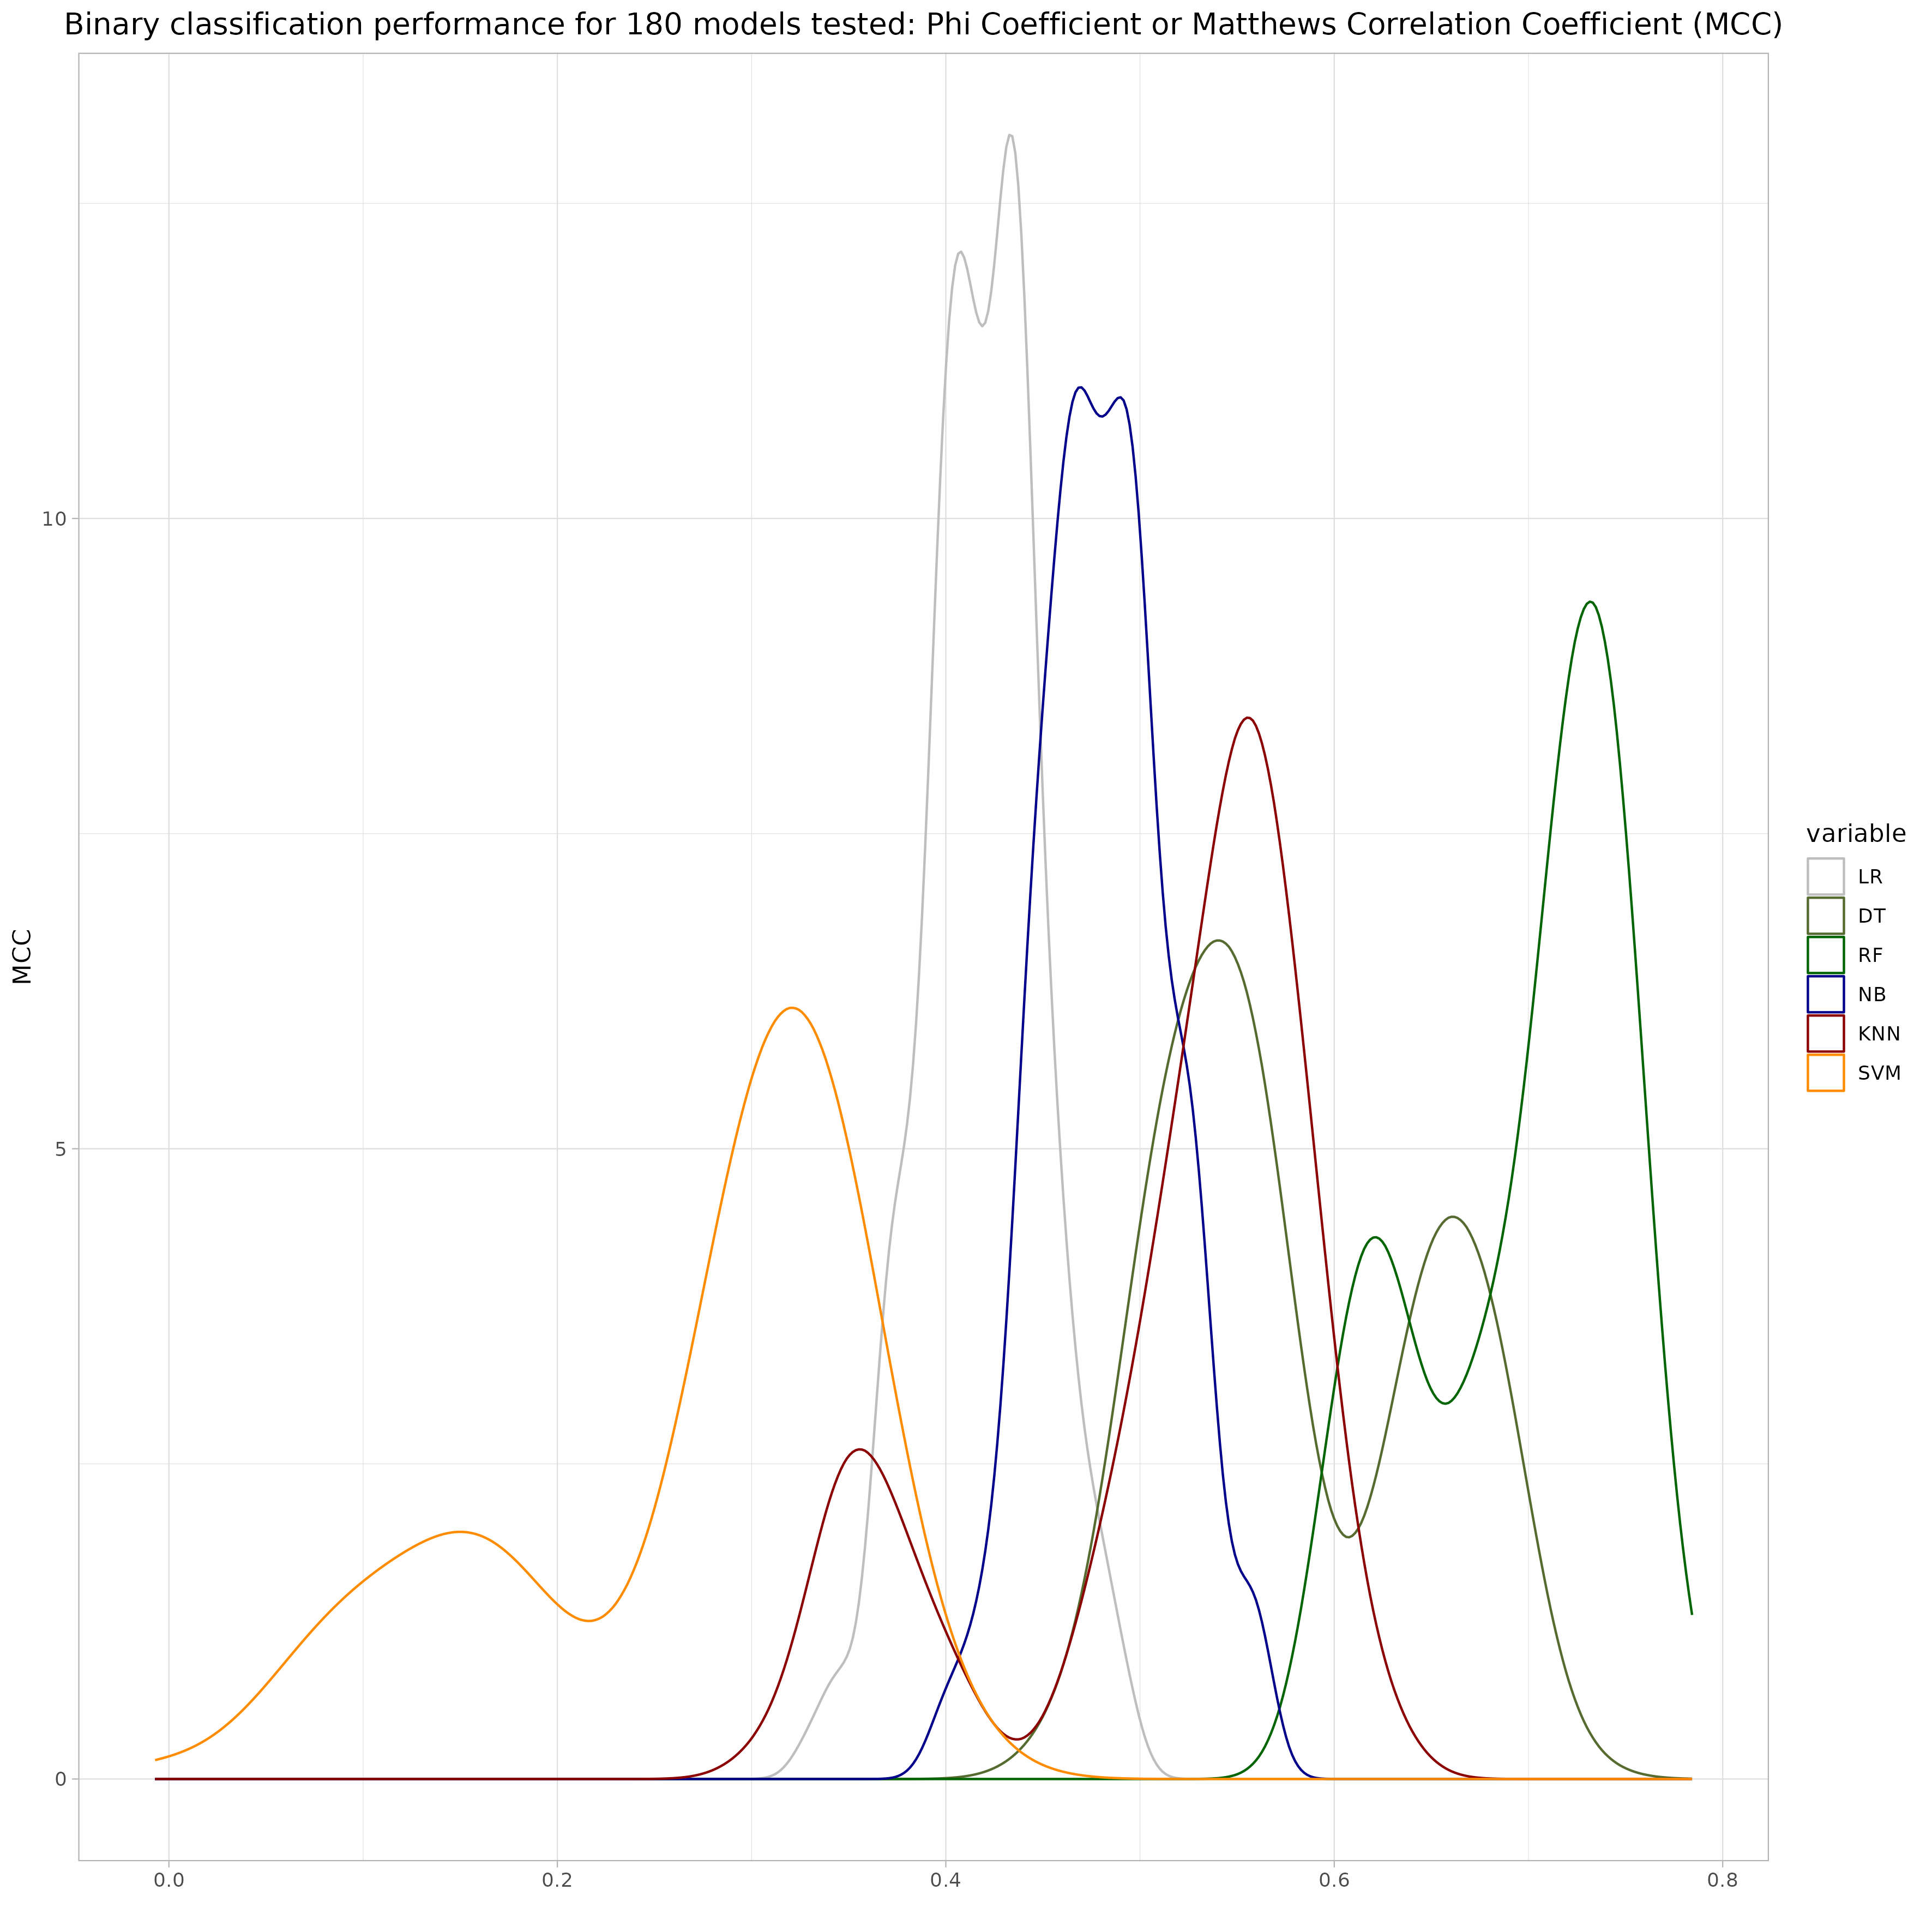 Binary classification performance for 180 models tested: Phi Coefficient or Matthews Correlation Coefficient (MCC)
10
5
0
MCC
0.0 0.2 0.4 0.6 0.8
variable
LR
DT
RF
NB
KNN
SVM